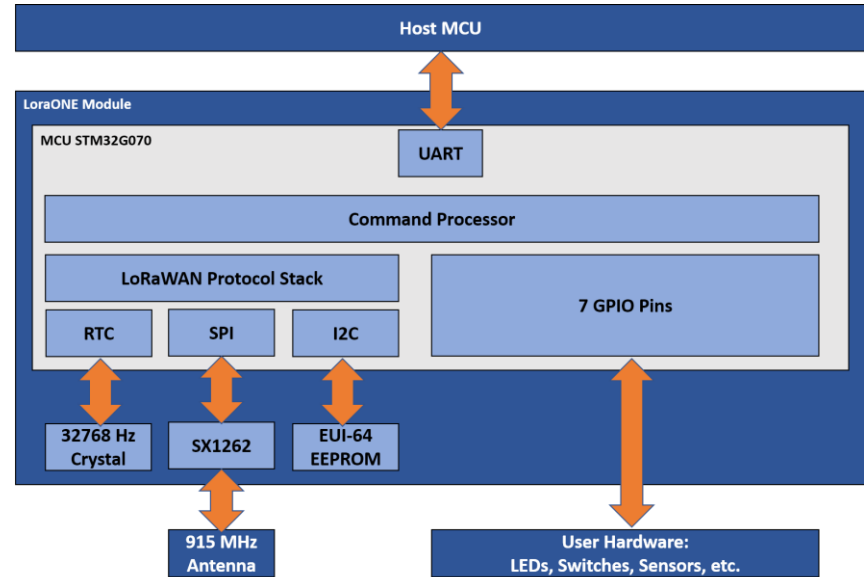 Host MCU
LoraONE Module
MCU STM32G070
UART
Command Processor
LoRaWAN Protocol Stack
7 GPIO Pins
RTC
SPI
I2C
32768 Hz
Crystal
SX1262
EUI-64
EEPROM
915 MHz
Antenna
User Hardware:
LEDs, Switches, Sensors, etc.